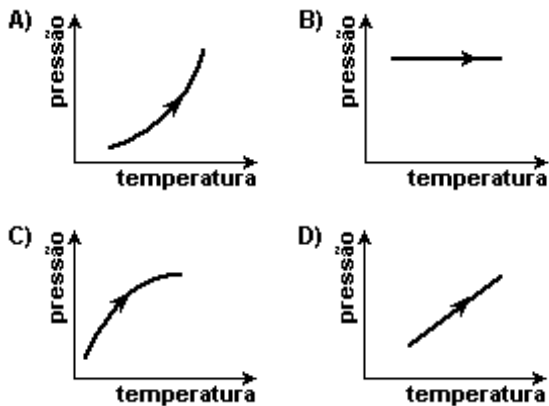 A)
pressão
temperatura
B)
pressão
temperatura
C)
pressão
temperatura
D)
pressão
temperatura